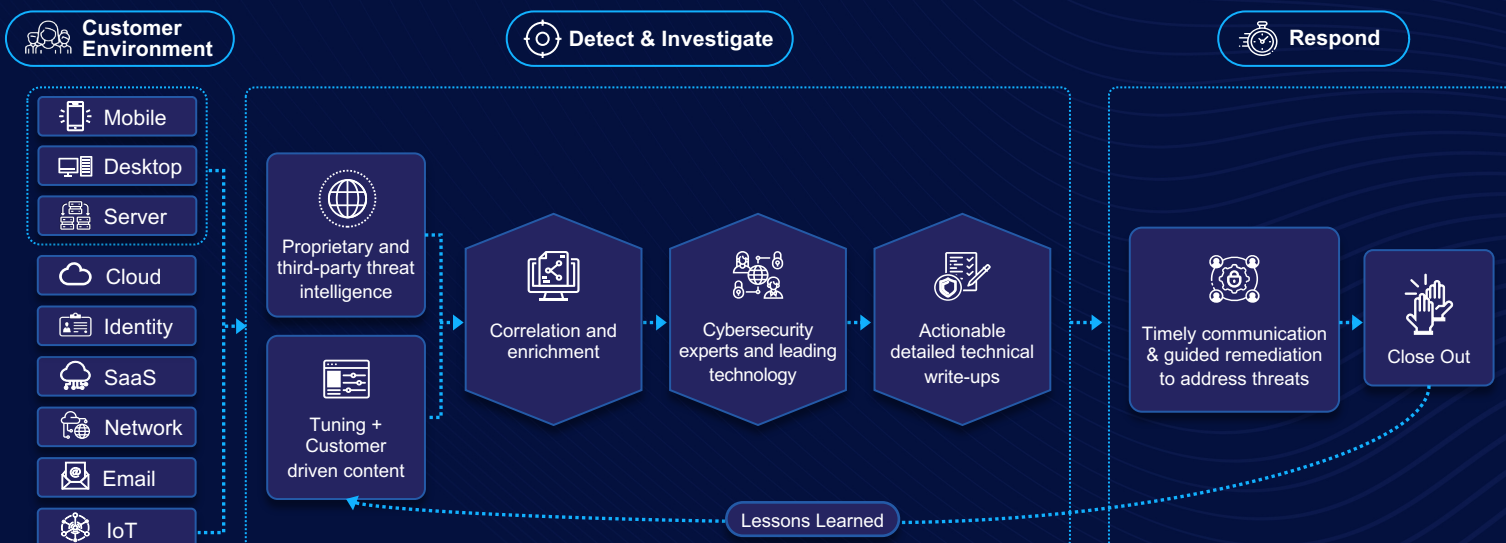 Customer
Environment
Detect & Investigate
Respond
Mobile
Desktop
Server
Cloud
Identity
SaaS
Network
Email
IoT
Proprietary and
third-party threat
intelligence
Tuning +
Customer
driven content
Correlation and
enrichment
Cybersecurity
experts and leading
technology
Actionable
detailed technical
write-ups
Timely communication
& guided remediation
to address threats
Close Out
Lessons Learned